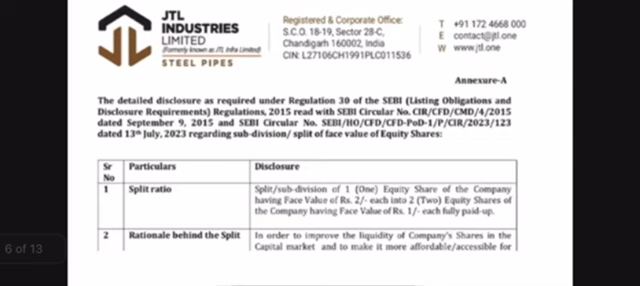 JTL
INDUSTRIES
LIMITED
(Formerly known as JTL Infra Limited)
STEEL PIPES
Registered & Corporate Office:
S.C.O. 18-19, Sector 28-C,
Chandigarh 160002, India
CIN: L27106CH1991PLC011536
T +91 172 4668 000
E contact@jtl.one
W www.jtl.one
Annexure-A
The detailed disclosure as required under Regulation 30 of the SEBI (Listing Obligations and
Disclosure Requirements) Regulations, 2015 read with SEBI Circular No. CIR/CFD/CMD/4/2015
dated September 9, 2015 and SEBI Circular No. SEBI/HO/CFD/CFD-PoD-1/P/CIR/2023/123
dated 13th July, 2023 regarding sub-division/ split of face value of Equity Shares:
Sr No Particulars Disclosure
1 Split ratio Split/sub-division of 1 (One) Equity Share of the Company
having Face Value of Rs. 2/- each into 2 (Two) Equity Shares of
the Company having Face Value of Rs. 1/- each fully paid-up.
2 Rationale behind the Split In order to improve the liquidity of Company's Shares in the
Capital market and to make it more affordable/accessible for
6 of 13